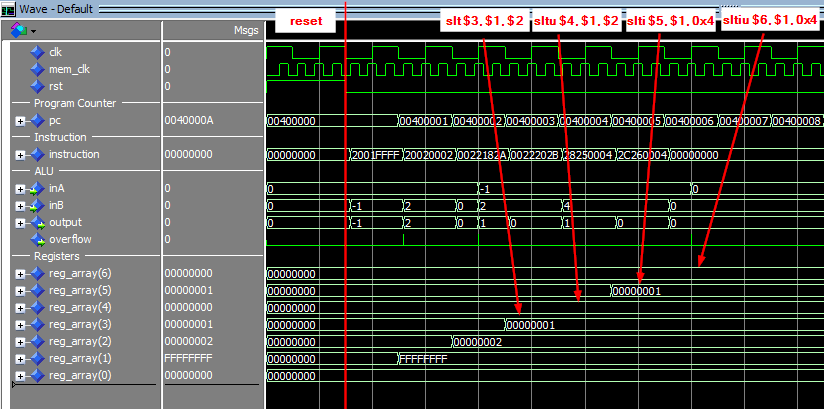 Wave - Default
Msgs
reset
slt $3, $1, $2
sltu $4, $1, $2
slti $5, $1, 0x4
sltiu $6, $1, 0x4
clk 0
mem_clk 0
rst 0
Program Counter
pc 0040000A 00400000 00400001 00400002 00400003 00400004 00400005 00400006 00400007 00400008
Instruction
instruction 00000000 00000000 2001FFFF 20020002 0022182A 0022202B 28250004 2C260004 00000000
ALU
inA 0 0 -1 -1 0
inB 0 0 -1 2 0 2 4 0
output 0 0 -1 2 0 1 0 1 0 0
overflow 0
Registers
reg_array(6) 00000000 00000000
reg_array(5) 00000001 00000000 00000001
reg_array(4) 00000000 00000000
reg_array(3) 00000001 00000000 00000001
reg_array(2) 00000002 00000000 00000002
reg_array(1) FFFFFFFF 00000000 FFFFFFFF
reg_array(0) 00000000 00000000